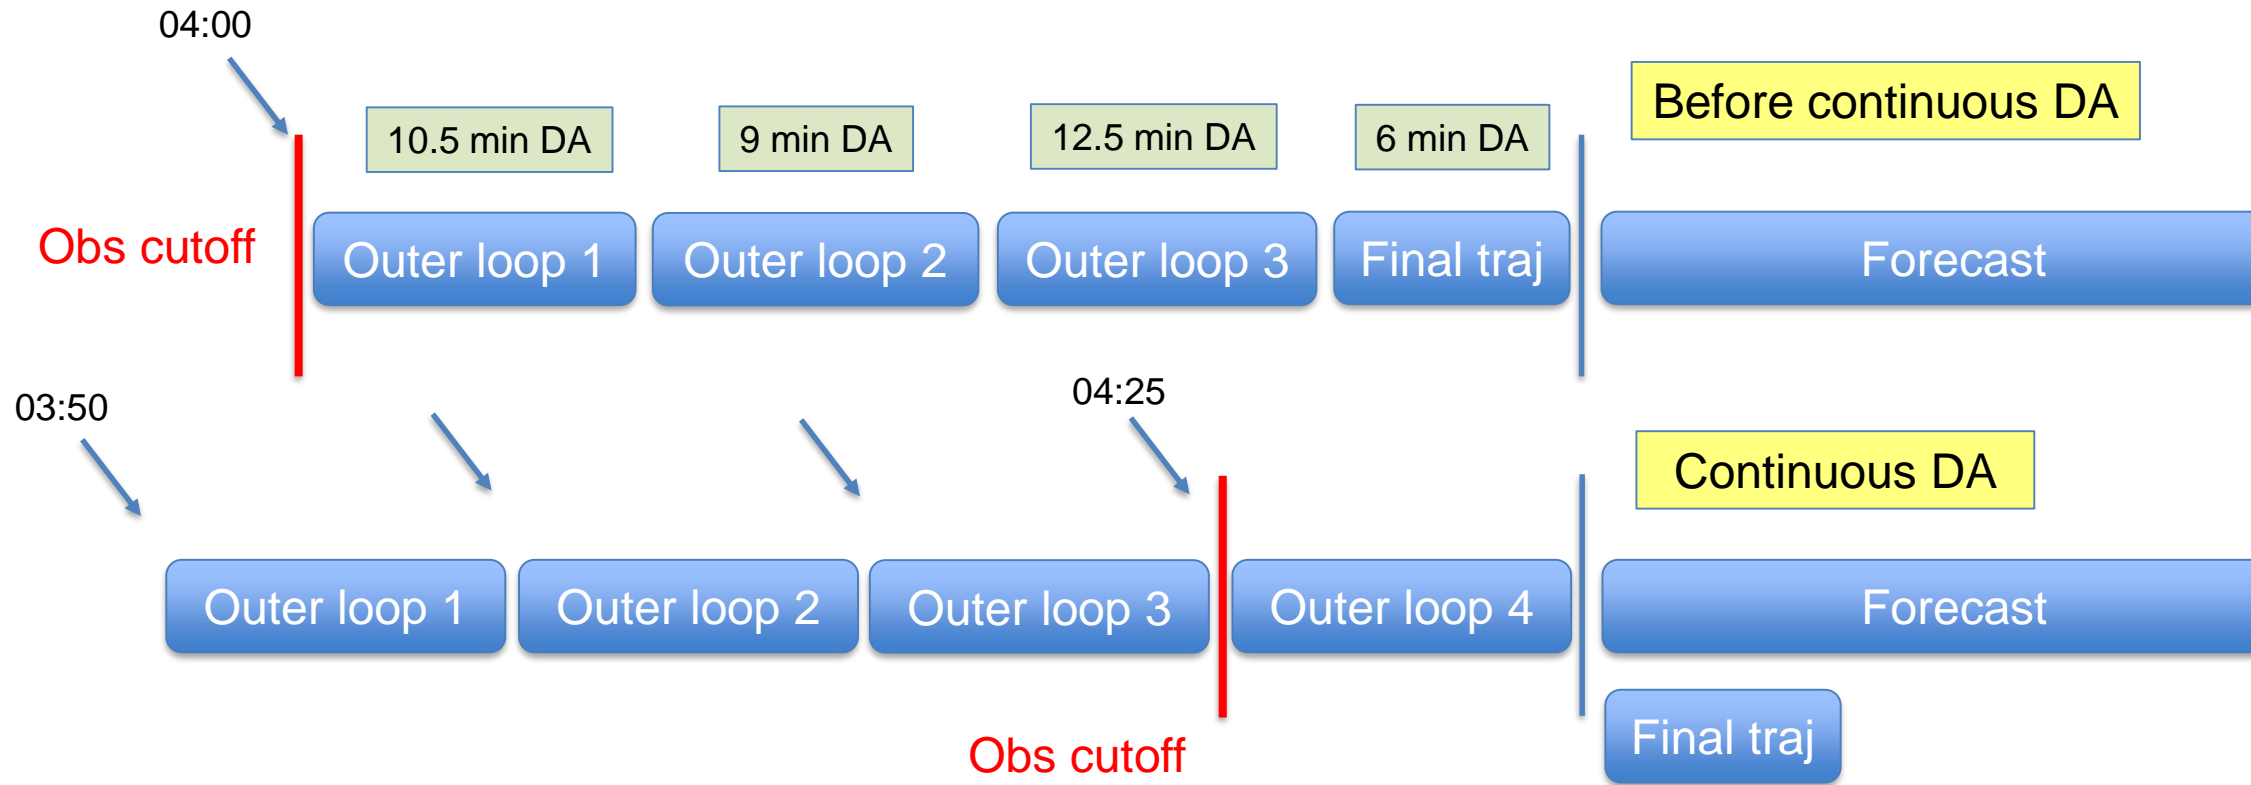 04:00
Before continuous DA
10.5 min DA
9 min DA
12.5 min DA
6 min DA
Obs cutoff
Outer loop 1
Outer loop 2
Outer loop 3
Final traj
Forecast
03:50
04:25
Continuous DA
Outer loop 1
Outer loop 2
Outer loop 3
Outer loop 4
Forecast
Obs cutoff
Final traj